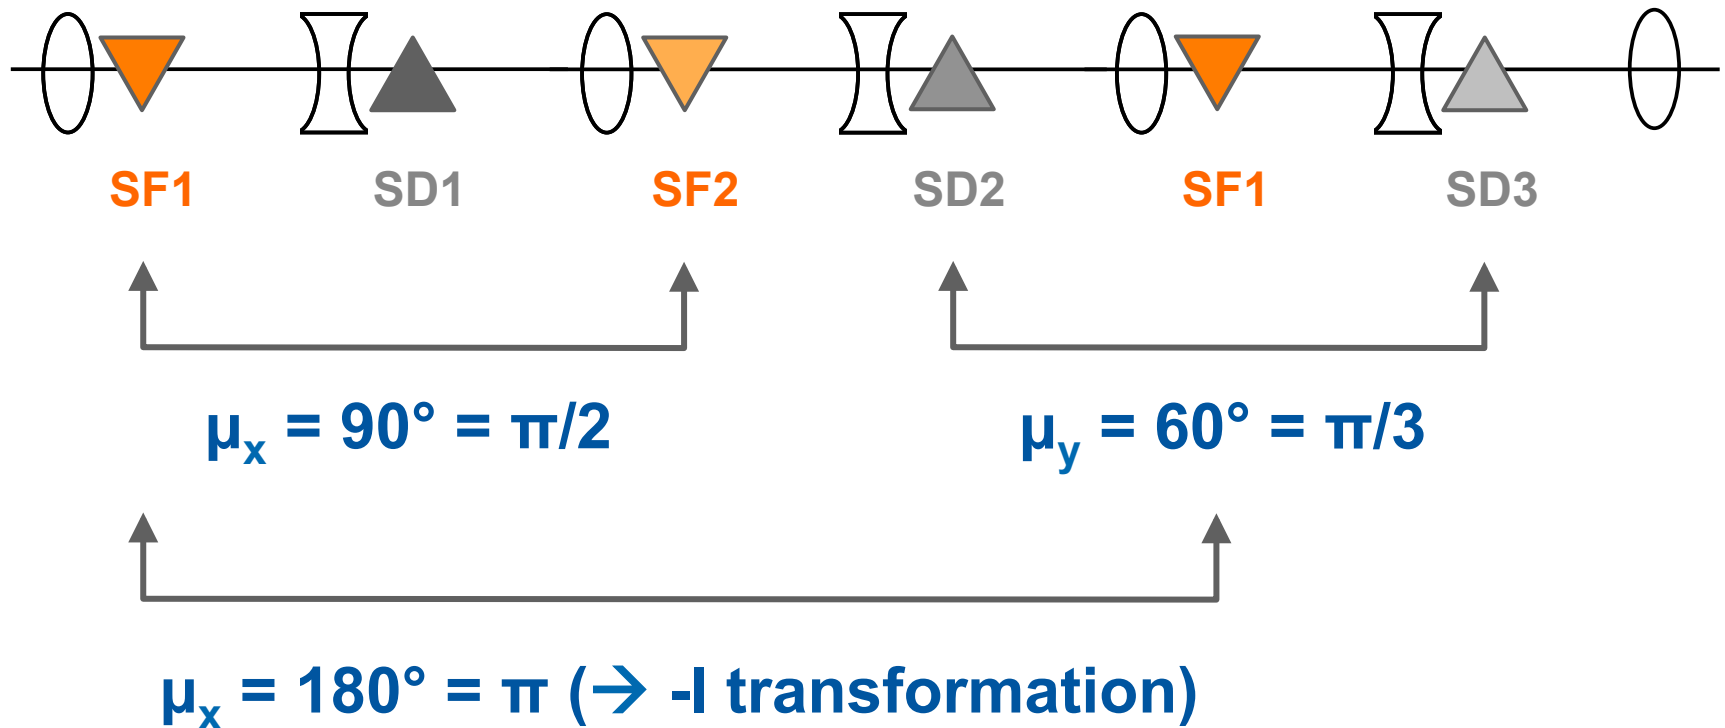 SF1 SD1 SF2 SD2 SF1 SD3
μx = 90° = π/2 μy = 60° = π/3
μx = 180° = π (→ -I transformation)